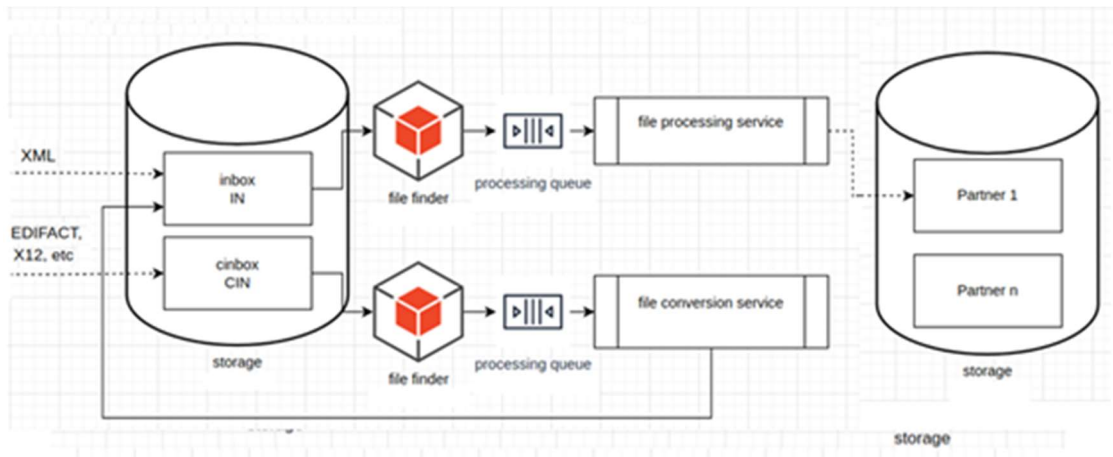 XML
inbox
IN
EDIFACT,
X12, etc
cinbox
CIN
storage
file finder
processing queue
file processing service
file finder
processing queue
file conversion service
Partner 1
Partner n
storage
storage